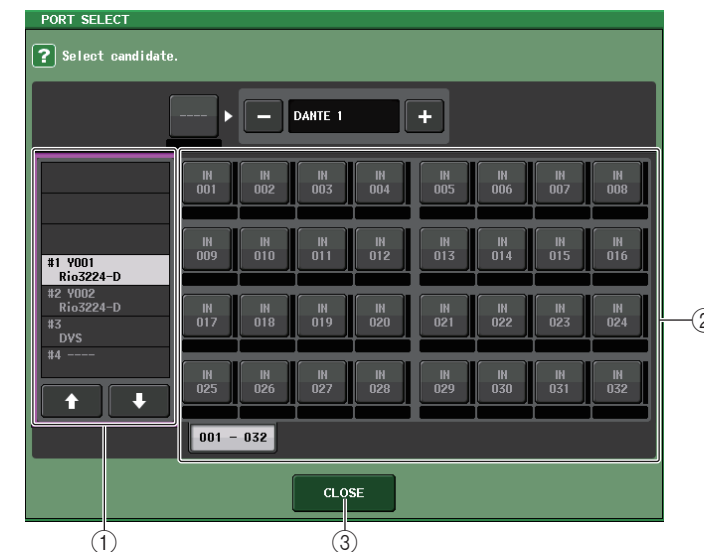 PORT SELECT
? Select candidate.
---- − DANTE 1 +
#1 Y001
Rio3224-D
#2 Y002
Rio3224-D
#3
DVS
#4 ----
IN 001 IN 002 IN 003 IN 004 IN 005 IN 006 IN 007 IN 008
IN 009 IN 010 IN 011 IN 012 IN 013 IN 014 IN 015 IN 016
IN 017 IN 018 IN 019 IN 020 IN 021 IN 022 IN 023 IN 024
IN 025 IN 026 IN 027 IN 028 IN 029 IN 030 IN 031 IN 032
001 - 032
CLOSE
②
① ③